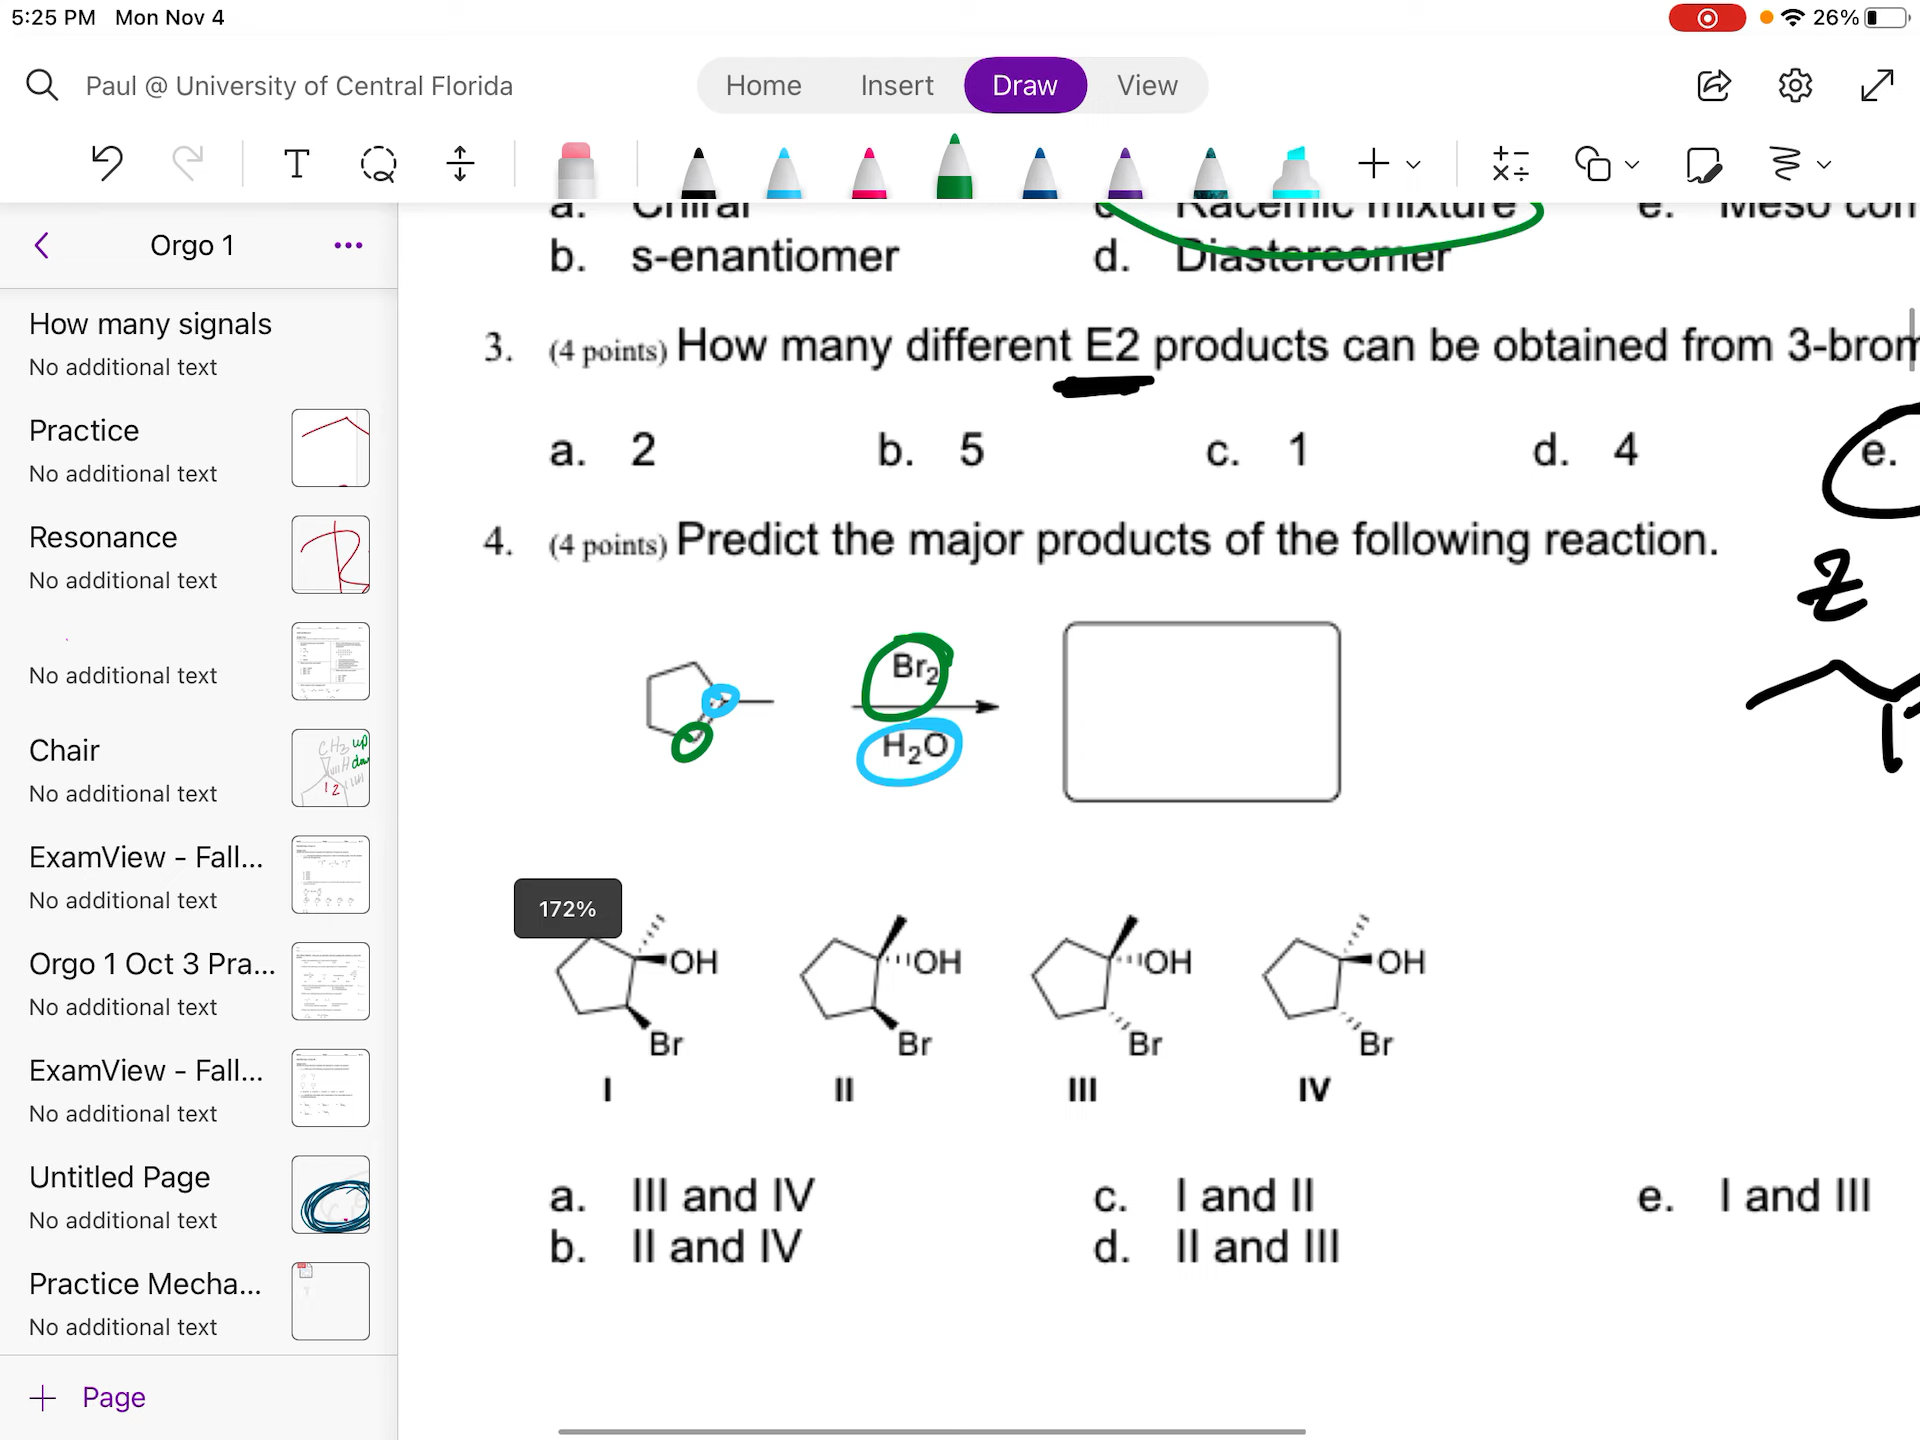 5:25 PM Mon Nov 4
26%
Paul @ University of Central Florida
Home Insert Draw View
T
Orgo 1
How many signals
No additional text
Practice
No additional text
Resonance
No additional text
No additional text
Chair
No additional text
ExamView - Fall...
No additional text
Orgo 1 Oct 3 Pra...
No additional text
ExamView - Fall...
No additional text
Untitled Page
No additional text
Practice Mecha...
No additional text
Page
a. Chiral c Racemic mixture e. Meso com
b. s-enantiomer d. Diastereomer
3. (4 points) How many different E2 products can be obtained from 3-brom
a. 2 b. 5 c. 1 d. 4 e.
4. (4 points) Predict the major products of the following reaction.
Z
Br2
H2O
172%
OH OH OH OH
Br Br Br Br
I II III IV
a. III and IV c. I and II e. I and III
b. II and IV d. II and III